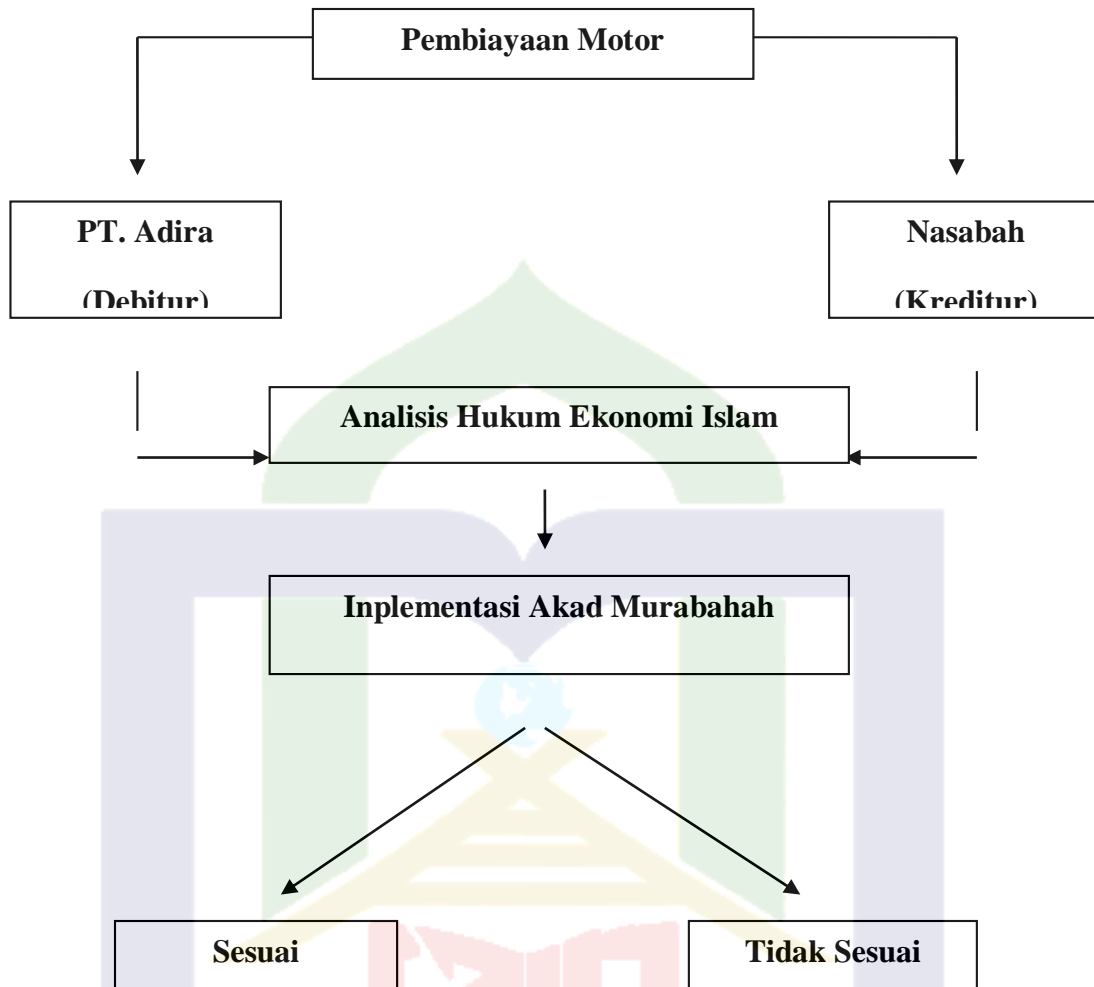 Pembiayaan Motor
PT. Adira
(Debitur)
Nasabah
(Kreditur)
Analisis Hukum Ekonomi Islam
Inplementasi Akad Murabahah
Sesuai
Tidak Sesuai